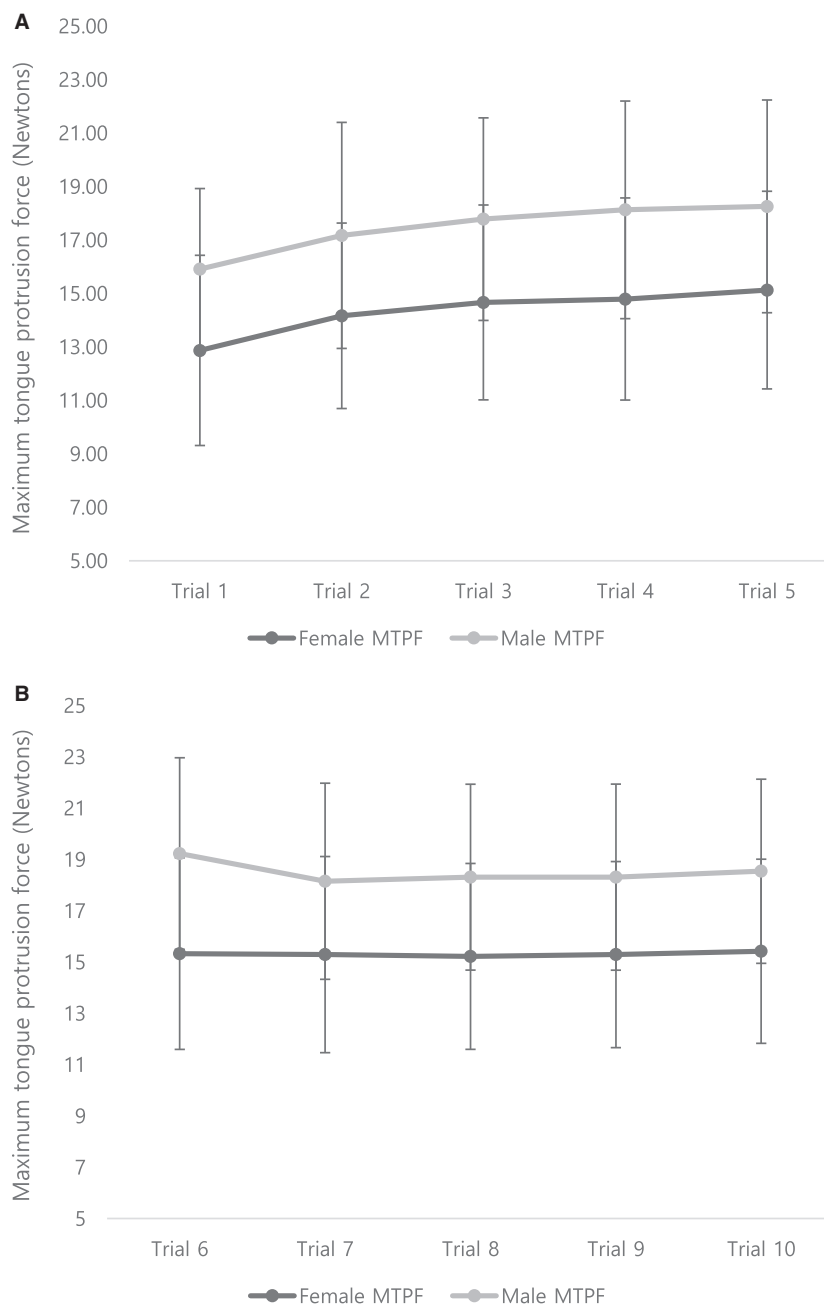 A
25.00
23.00
21.00
19.00
17.00
15.00
13.00
11.00
9.00
7.00
5.00
Maximum tongue protrusion force (Newtons)
Trial 1 Trial 2 Trial 3 Trial 4 Trial 5
Female MTPF Male MTPF
B
25
23
21
19
17
15
13
11
9
7
5
Maximum tongue protrusion force (Newtons)
Trial 6 Trial 7 Trial 8 Trial 9 Trial 10
Female MTPF Male MTPF